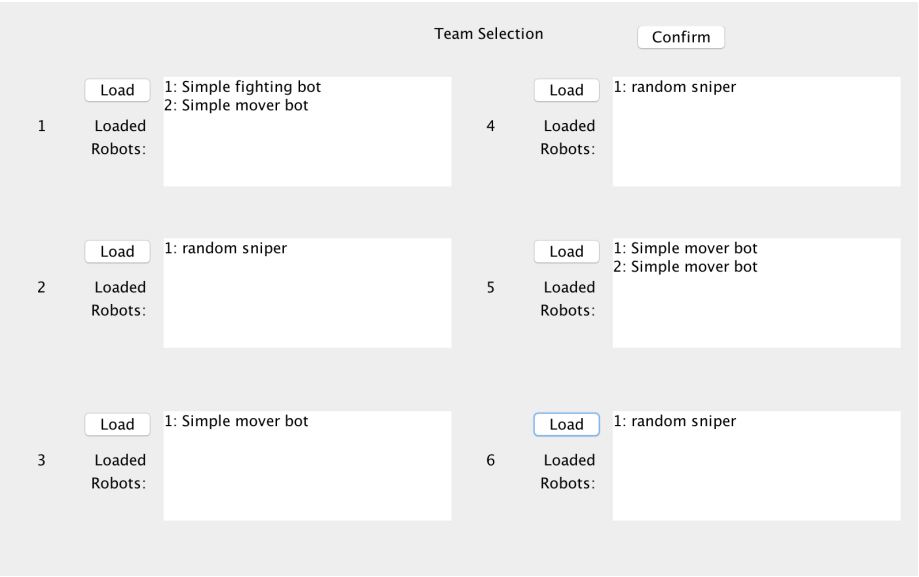 Team Selection
Confirm
Load
1: Simple fighting bot
2: Simple mover bot
1
Loaded
Robots:
Load
1: random sniper
4
Loaded
Robots:
Load
1: random sniper
2
Loaded
Robots:
Load
1: Simple mover bot
2: Simple mover bot
5
Loaded
Robots:
Load
1: Simple mover bot
3
Loaded
Robots:
Load
1: random sniper
6
Loaded
Robots: